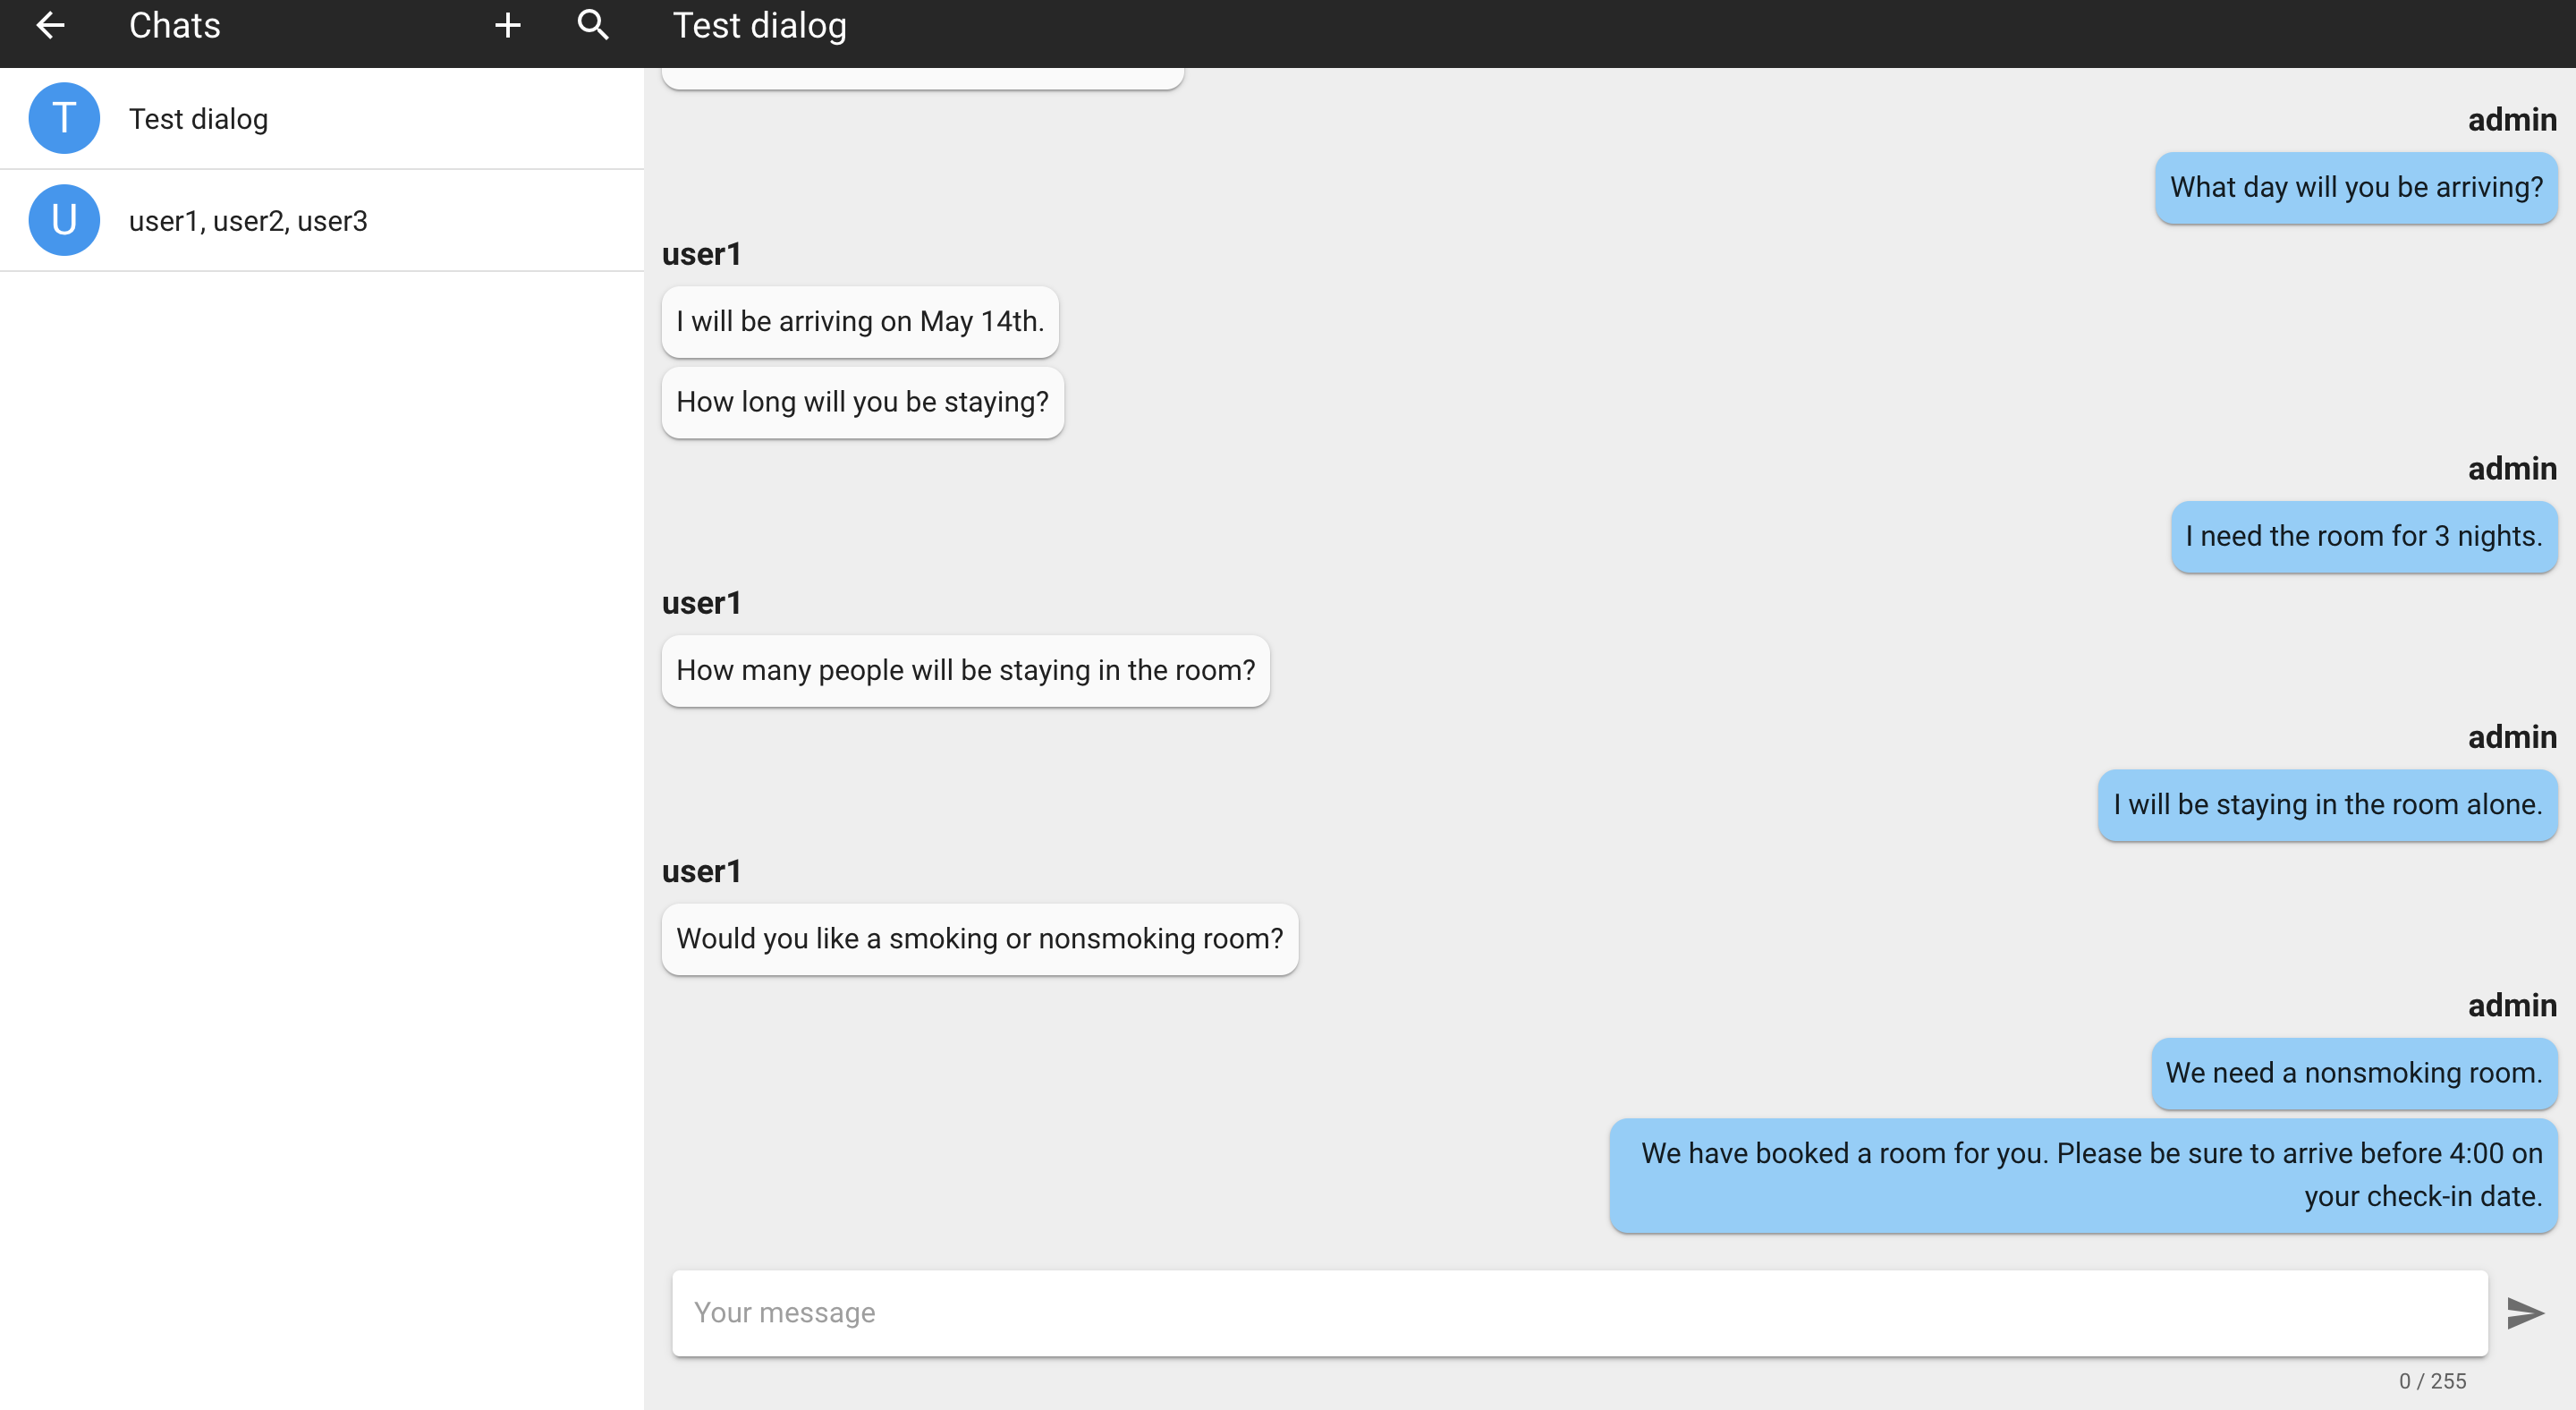 Chats
Test dialog
T
Test dialog
U
user1, user2, user3
admin
What day will you be arriving?
user1
I will be arriving on May 14th.
How long will you be staying?
admin
I need the room for 3 nights.
user1
How many people will be staying in the room?
admin
I will be staying in the room alone.
user1
Would you like a smoking or nonsmoking room?
admin
We need a nonsmoking room.
We have booked a room for you. Please be sure to arrive before 4:00 on
your check-in date.
Your message
0 / 255